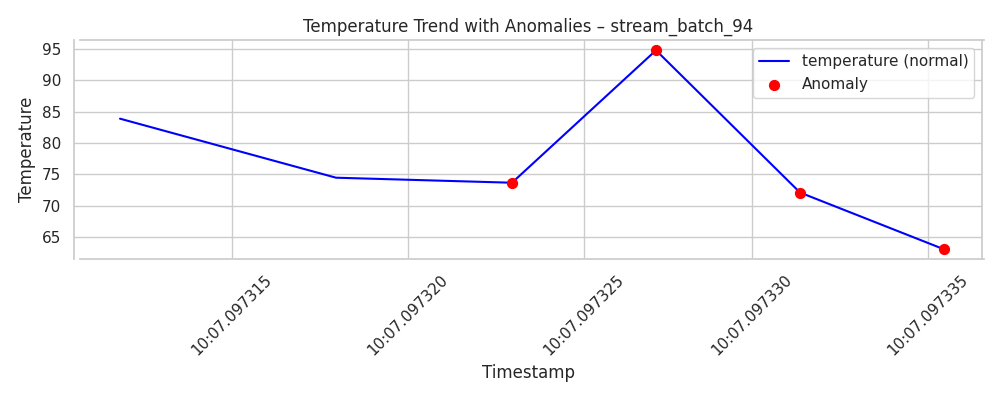 Temperature Trend with Anomalies – stream_batch_94
temperature (normal)
Anomaly
Temperature
95
90
85
80
75
70
65
10:07.097315
10:07.097320
10:07.097325
10:07.097330
10:07.097335
Timestamp